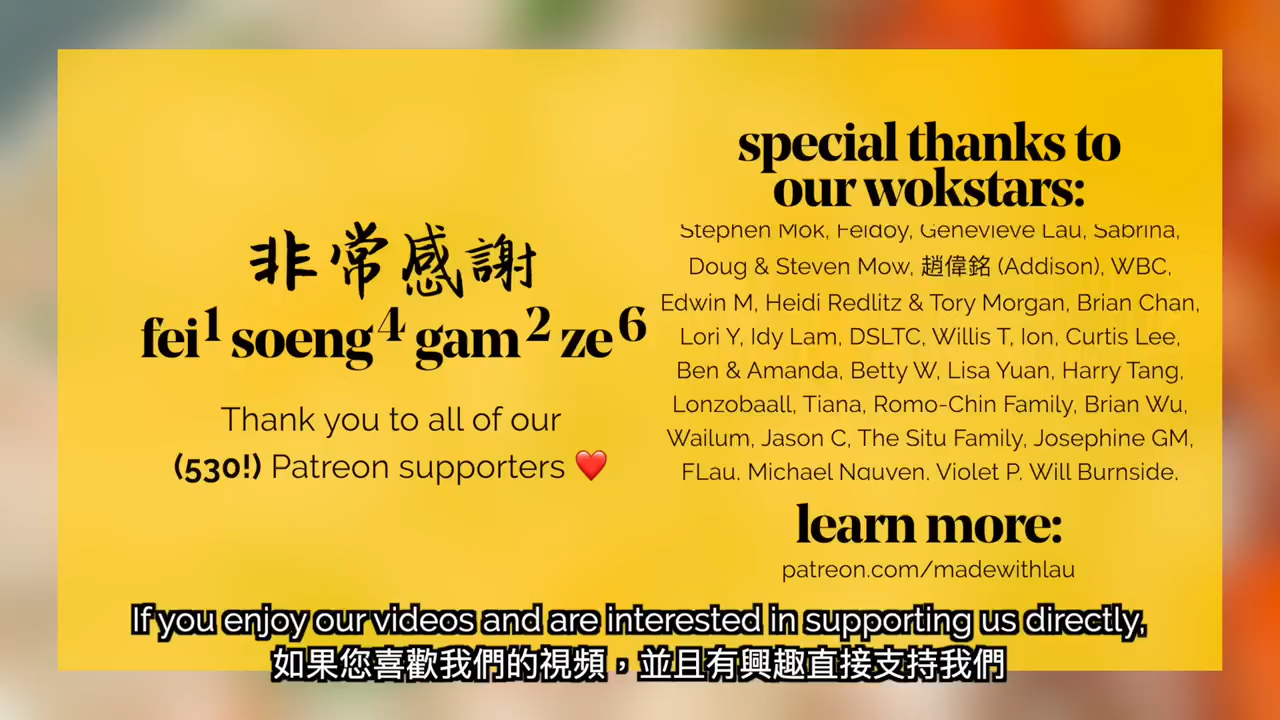 非常感謝
fei¹ soeng⁴ gam² ze⁶
Thank you to all of our
(530!) Patreon supporters ❤️
special thanks to
our wokstars:
Stephen Mok, Feidoy, Genevieve Lau, Sabrina,
Doug & Steven Mow, 趙偉銘 (Addison), WBC,
Edwin M, Heidi Redlitz & Tory Morgan, Brian Chan,
Lori Y, Idy Lam, DSLTC, Willis T, Ion, Curtis Lee,
Ben & Amanda, Betty W, Lisa Yuan, Harry Tang,
Lonzobaall, Tiana, Romo-Chin Family, Brian Wu,
Wailum, Jason C, The Situ Family, Josephine GM,
FLau, Michael Nguyen, Violet P, Will Burnside,
learn more:
patreon.com/madewithlau
If you enjoy our videos and are interested in supporting us directly,
如果您喜歡我們的視頻，並且有興趣直接支持我們